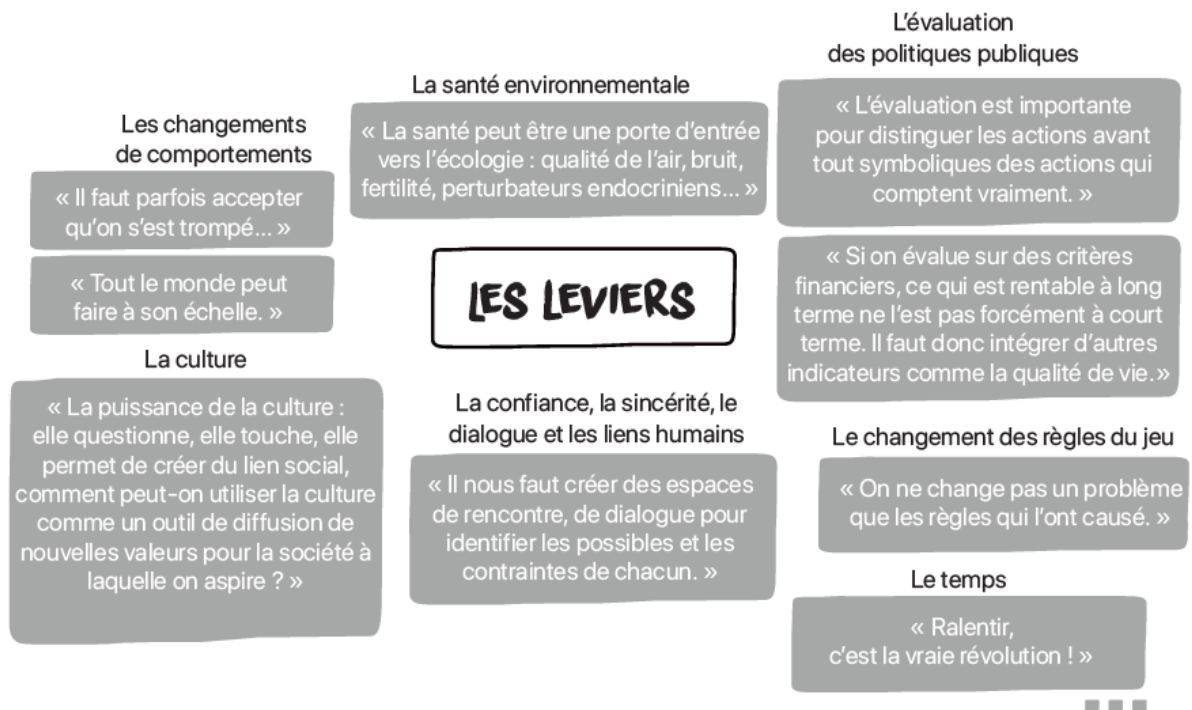 Les changements
de comportements
« Il faut parfois accepter
qu’on s’est trompé... »
« Tout le monde peut
faire à son échelle. »
La culture
« La puissance de la culture :
elle questionne, elle touche, elle
permet de créer du lien social,
comment peut-on utiliser la culture
comme un outil de diffusion de
nouvelles valeurs pour la société à
laquelle on aspire ? »
La santé environnementale
« La santé peut être une porte d’entrée
vers l’écologie : qualité de l’air, bruit,
fertilité, perturbateurs endocriniens... »
LES LEVIERS
La confiance, la sincérité, le
dialogue et les liens humains
« Il nous faut créer des espaces
de rencontre, de dialogue pour
identifier les possibles et les
contraintes de chacun. »
L’évaluation
des politiques publiques
« L’évaluation est importante
pour distinguer les actions avant
tout symboliques des actions qui
comptent vraiment. »
« Si on évalue sur des critères
financiers, ce qui est rentable à long
terme ne l’est pas forcément à court
terme. Il faut donc intégrer d’autres
indicateurs comme la qualité de vie.»
Le changement des règles du jeu
« On ne change pas un problème
que les règles qui l’ont causé. »
Le temps
« Ralentir,
c’est la vraie révolution ! »